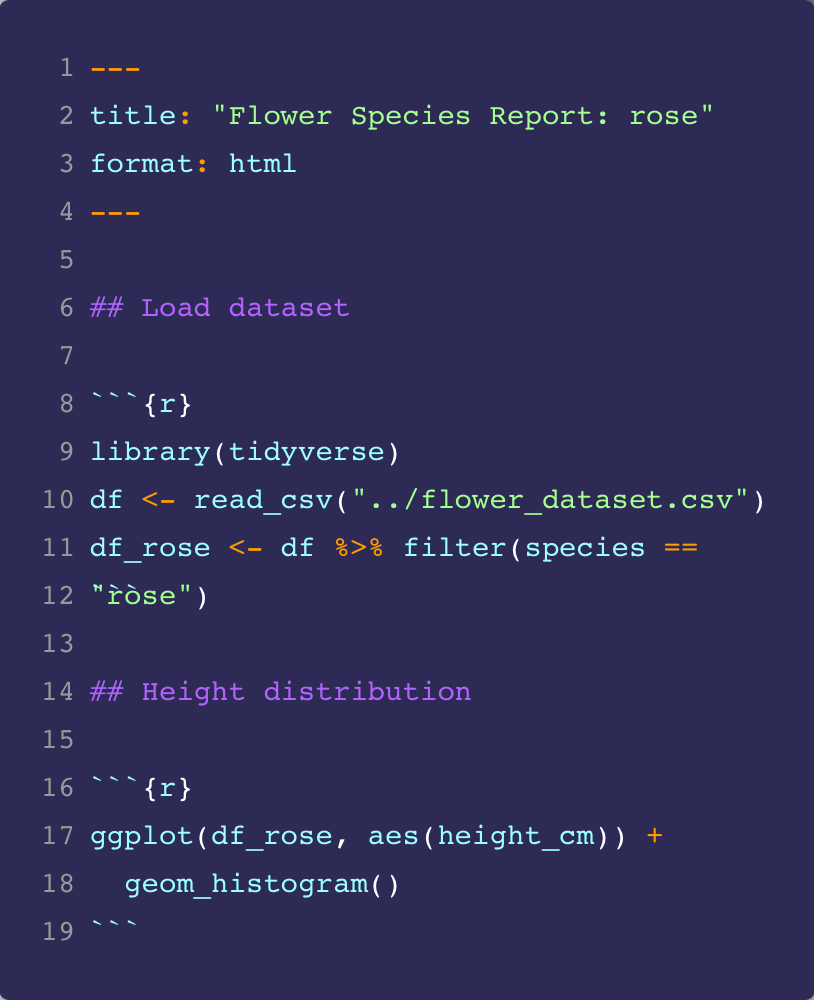 1 ---
2 title: "Flower Species Report: rose"
3 format: html
4 ---
5
6 ## Load dataset
7
8 ```{r}
9 library(tidyverse)
10 df <- read_csv("../flower_dataset.csv")
11 df_rose <- df %>% filter(species ==
12 "rose")
```
13
14 ## Height distribution
15
16 ```{r}
17 ggplot(df_rose, aes(height_cm)) +
18   geom_histogram()
19 ```